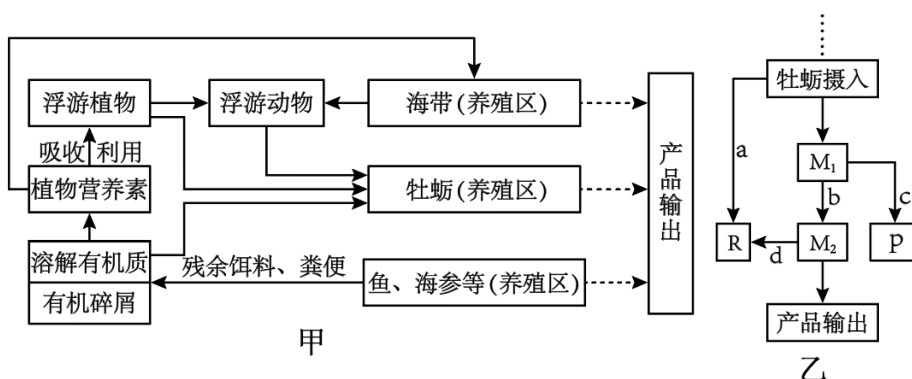 浮游植物
浮游动物
海带(养殖区)
吸收 利用
植物营养素
牡蛎(养殖区)
溶解有机质
有机碎屑
残余饵料、粪便
鱼、海参等(养殖区)
产品输出
甲
牡蛎摄入
a
M₁
b
c
R
d
M₂
P
产品输出
乙